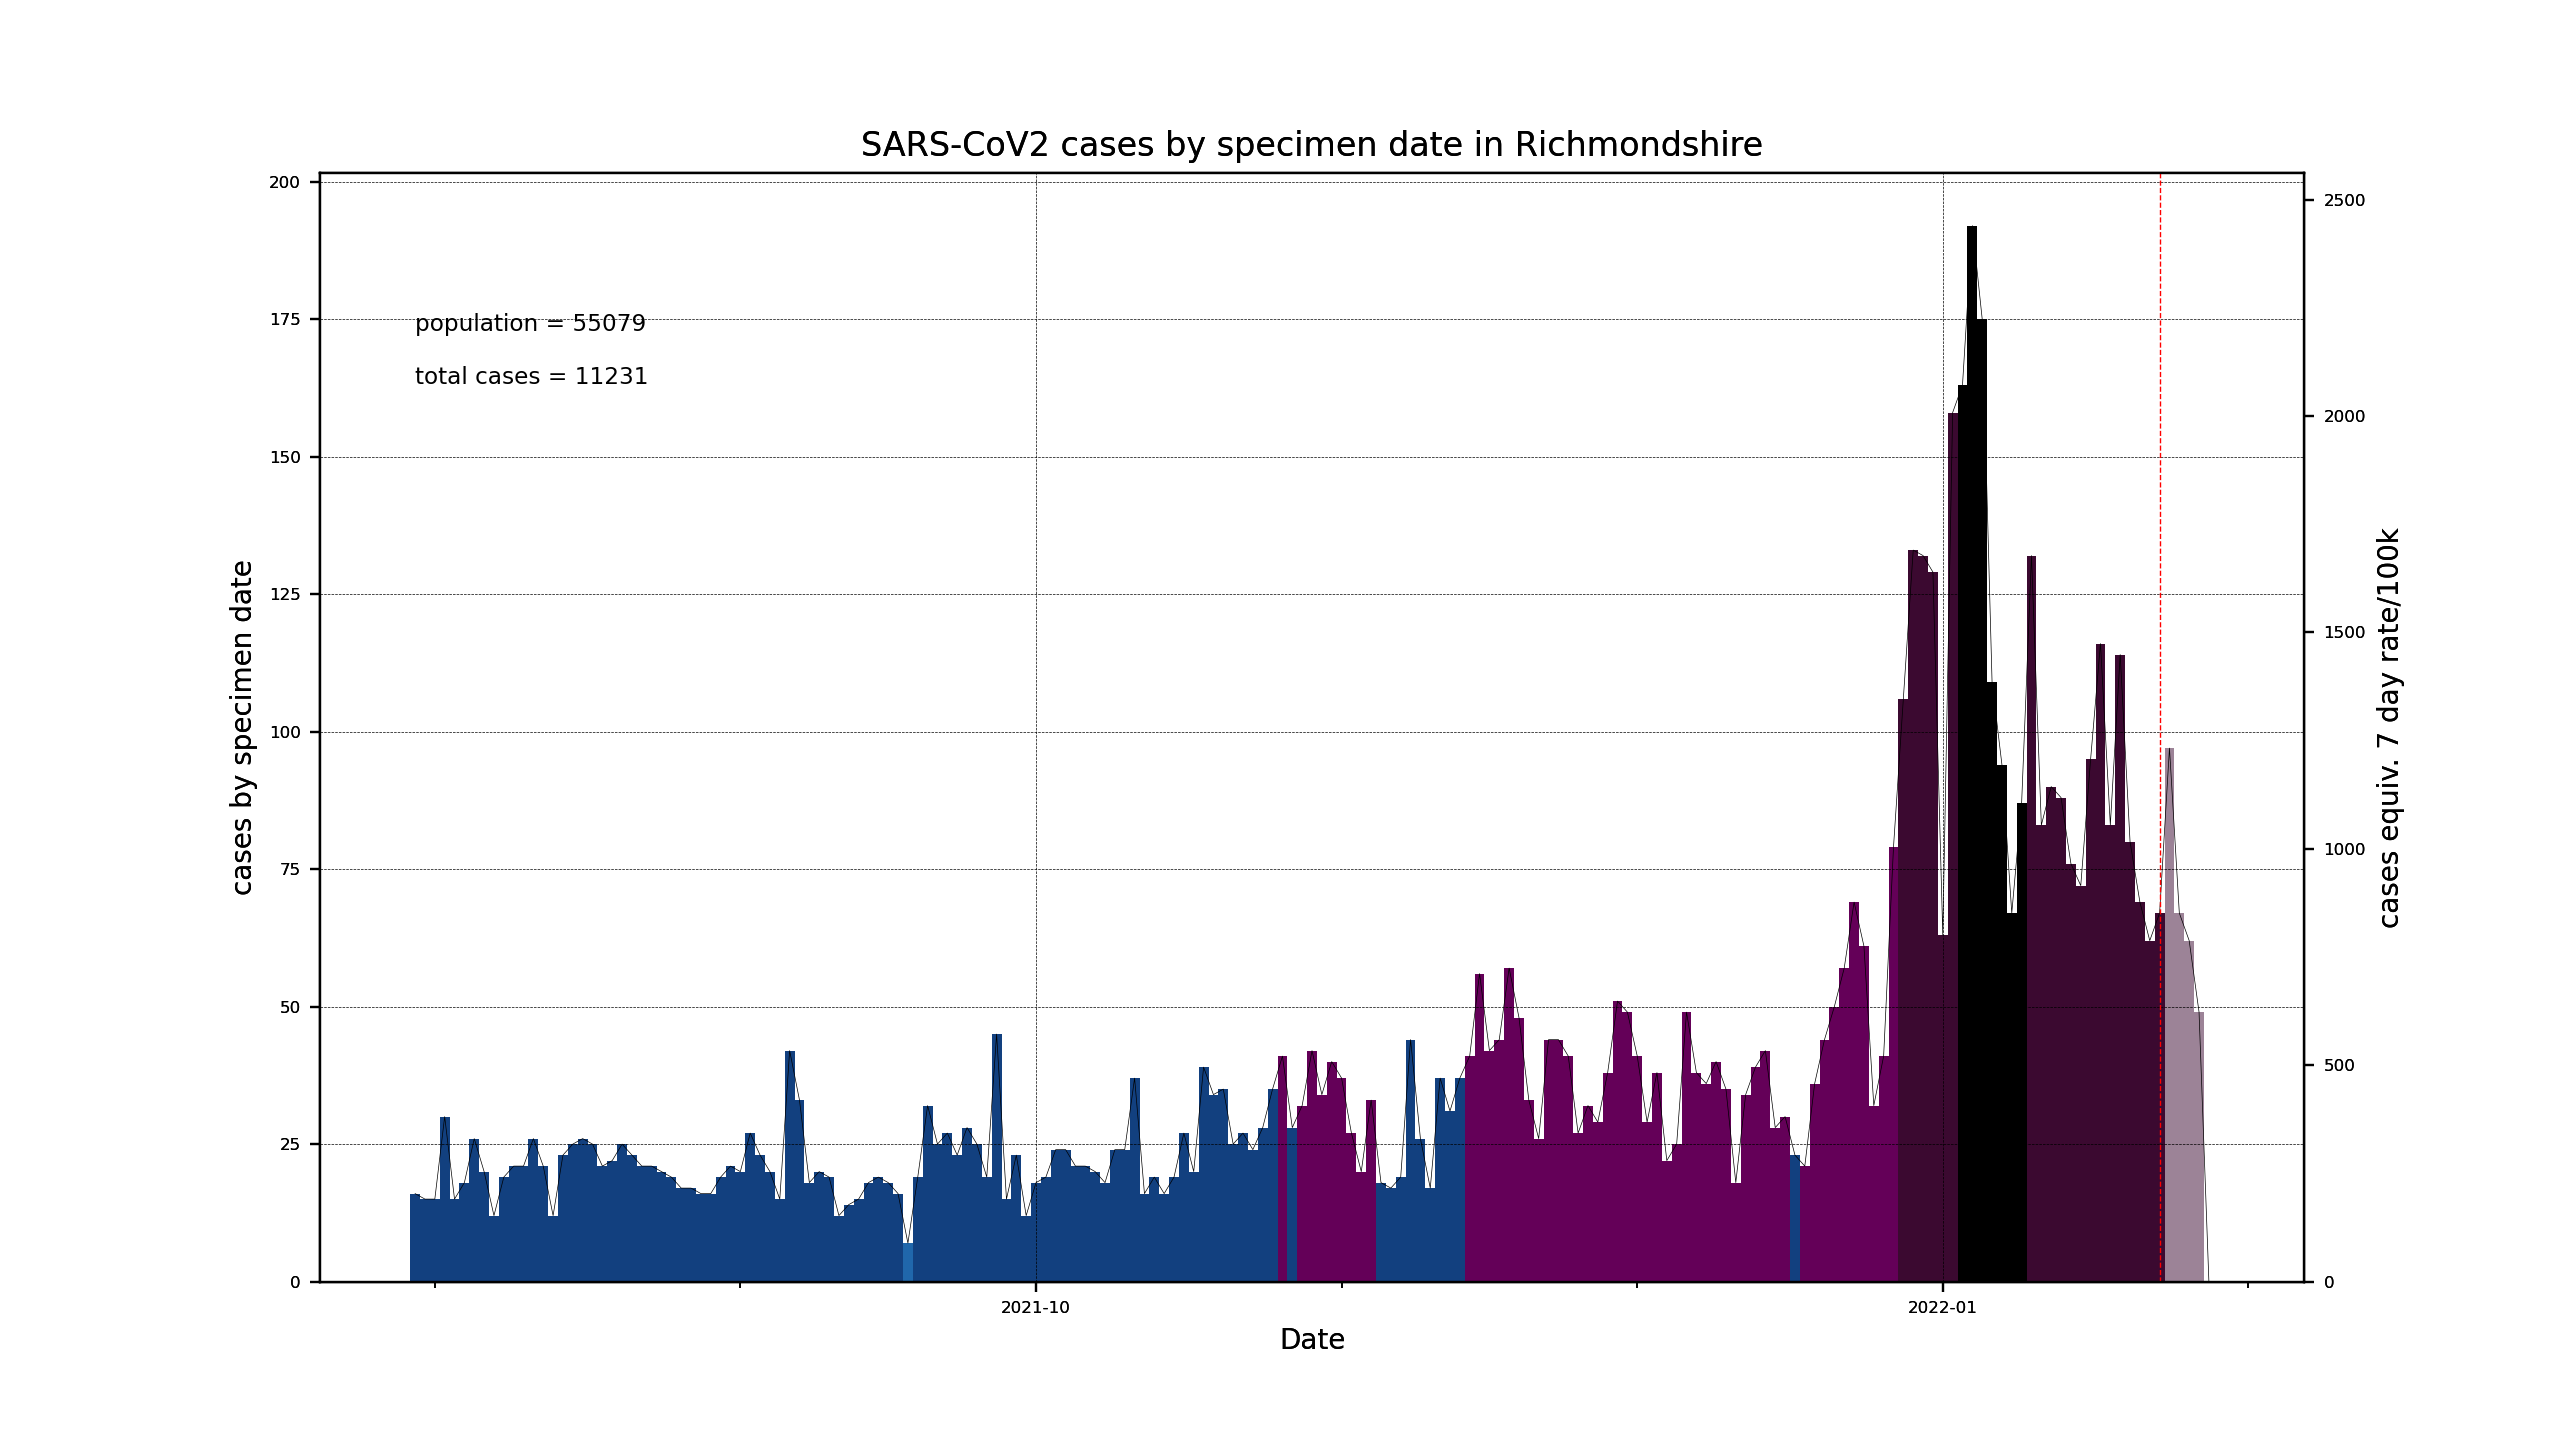 SARS-CoV2 cases by specimen date in Richmondshire
population = 55079
total cases = 11231
cases by specimen date
200
175
150
125
100
75
50
25
0
2500
2000
1500
1000
500
0
cases equiv. 7 day rate/100k
2021-10
2022-01
Date